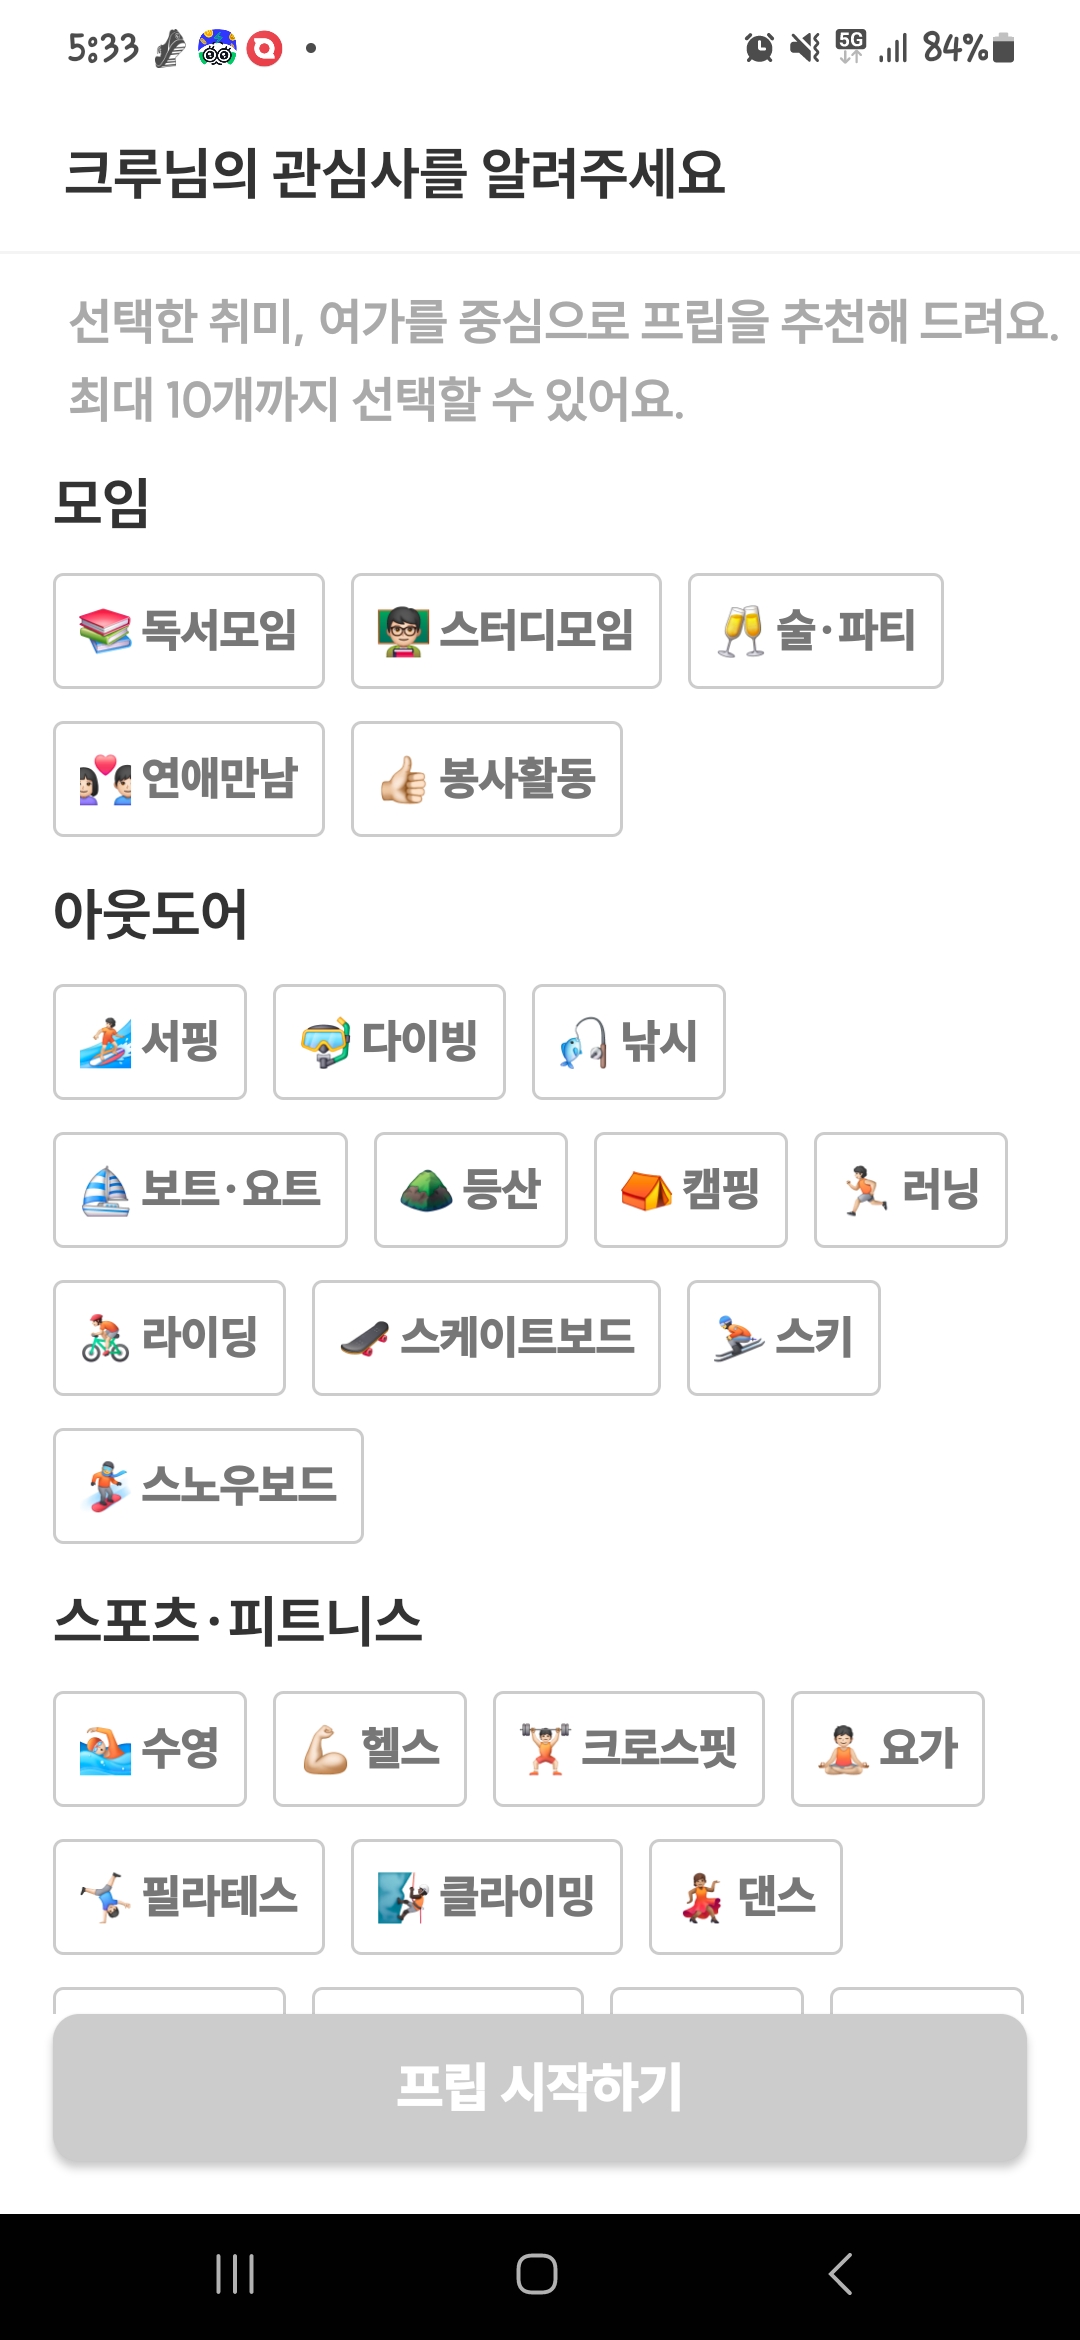 5:33 5G 84%
크루님의 관심사를 알려주세요
선택한 취미, 여가를 중심으로 프립을 추천해 드려요.
최대 10개까지 선택할 수 있어요.
모임
독서모임 스터디모임 술·파티
연애만남 봉사활동
아웃도어
서핑 다이빙 낚시
보트·요트 등산 캠핑 러닝
라이딩 스케이트보드 스키
스노우보드
스포츠·피트니스
수영 헬스 크로스핏 요가
필라테스 클라이밍 댄스
프립 시작하기